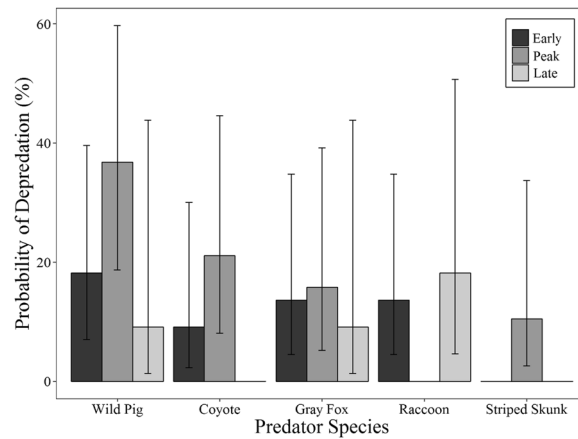 60
40
20
0
Probability of Depredation (%)
Early
Peak
Late
Wild Pig
Coyote
Gray Fox
Raccoon
Striped Skunk
Predator Species